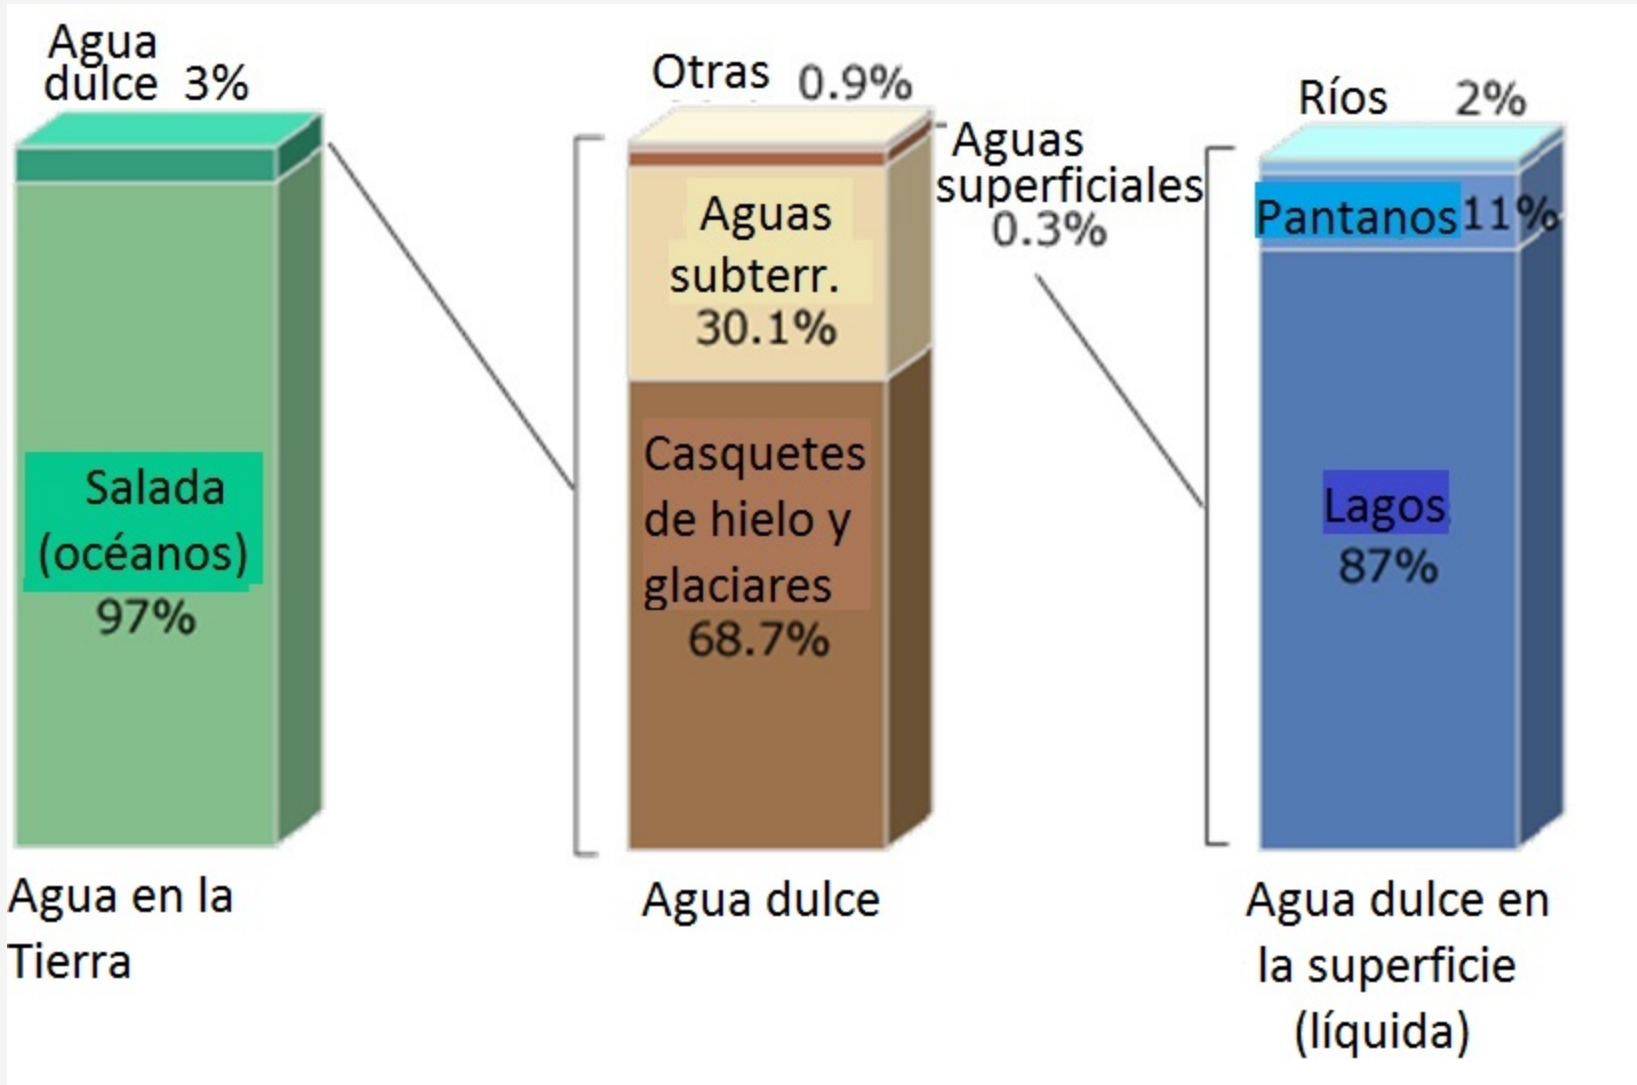 Agua
dulce 3%
Salada
(océanos)
97%
Agua en la
Tierra
Otras 0.9%
Aguas
superficiales
0.3%
Aguas
subterr.
30.1%
Casquetes
de hielo y
glaciares
68.7%
Agua dulce
Ríos 2%
Pantanos 11%
Lagos
87%
Agua dulce en
la superficie
(líquida)